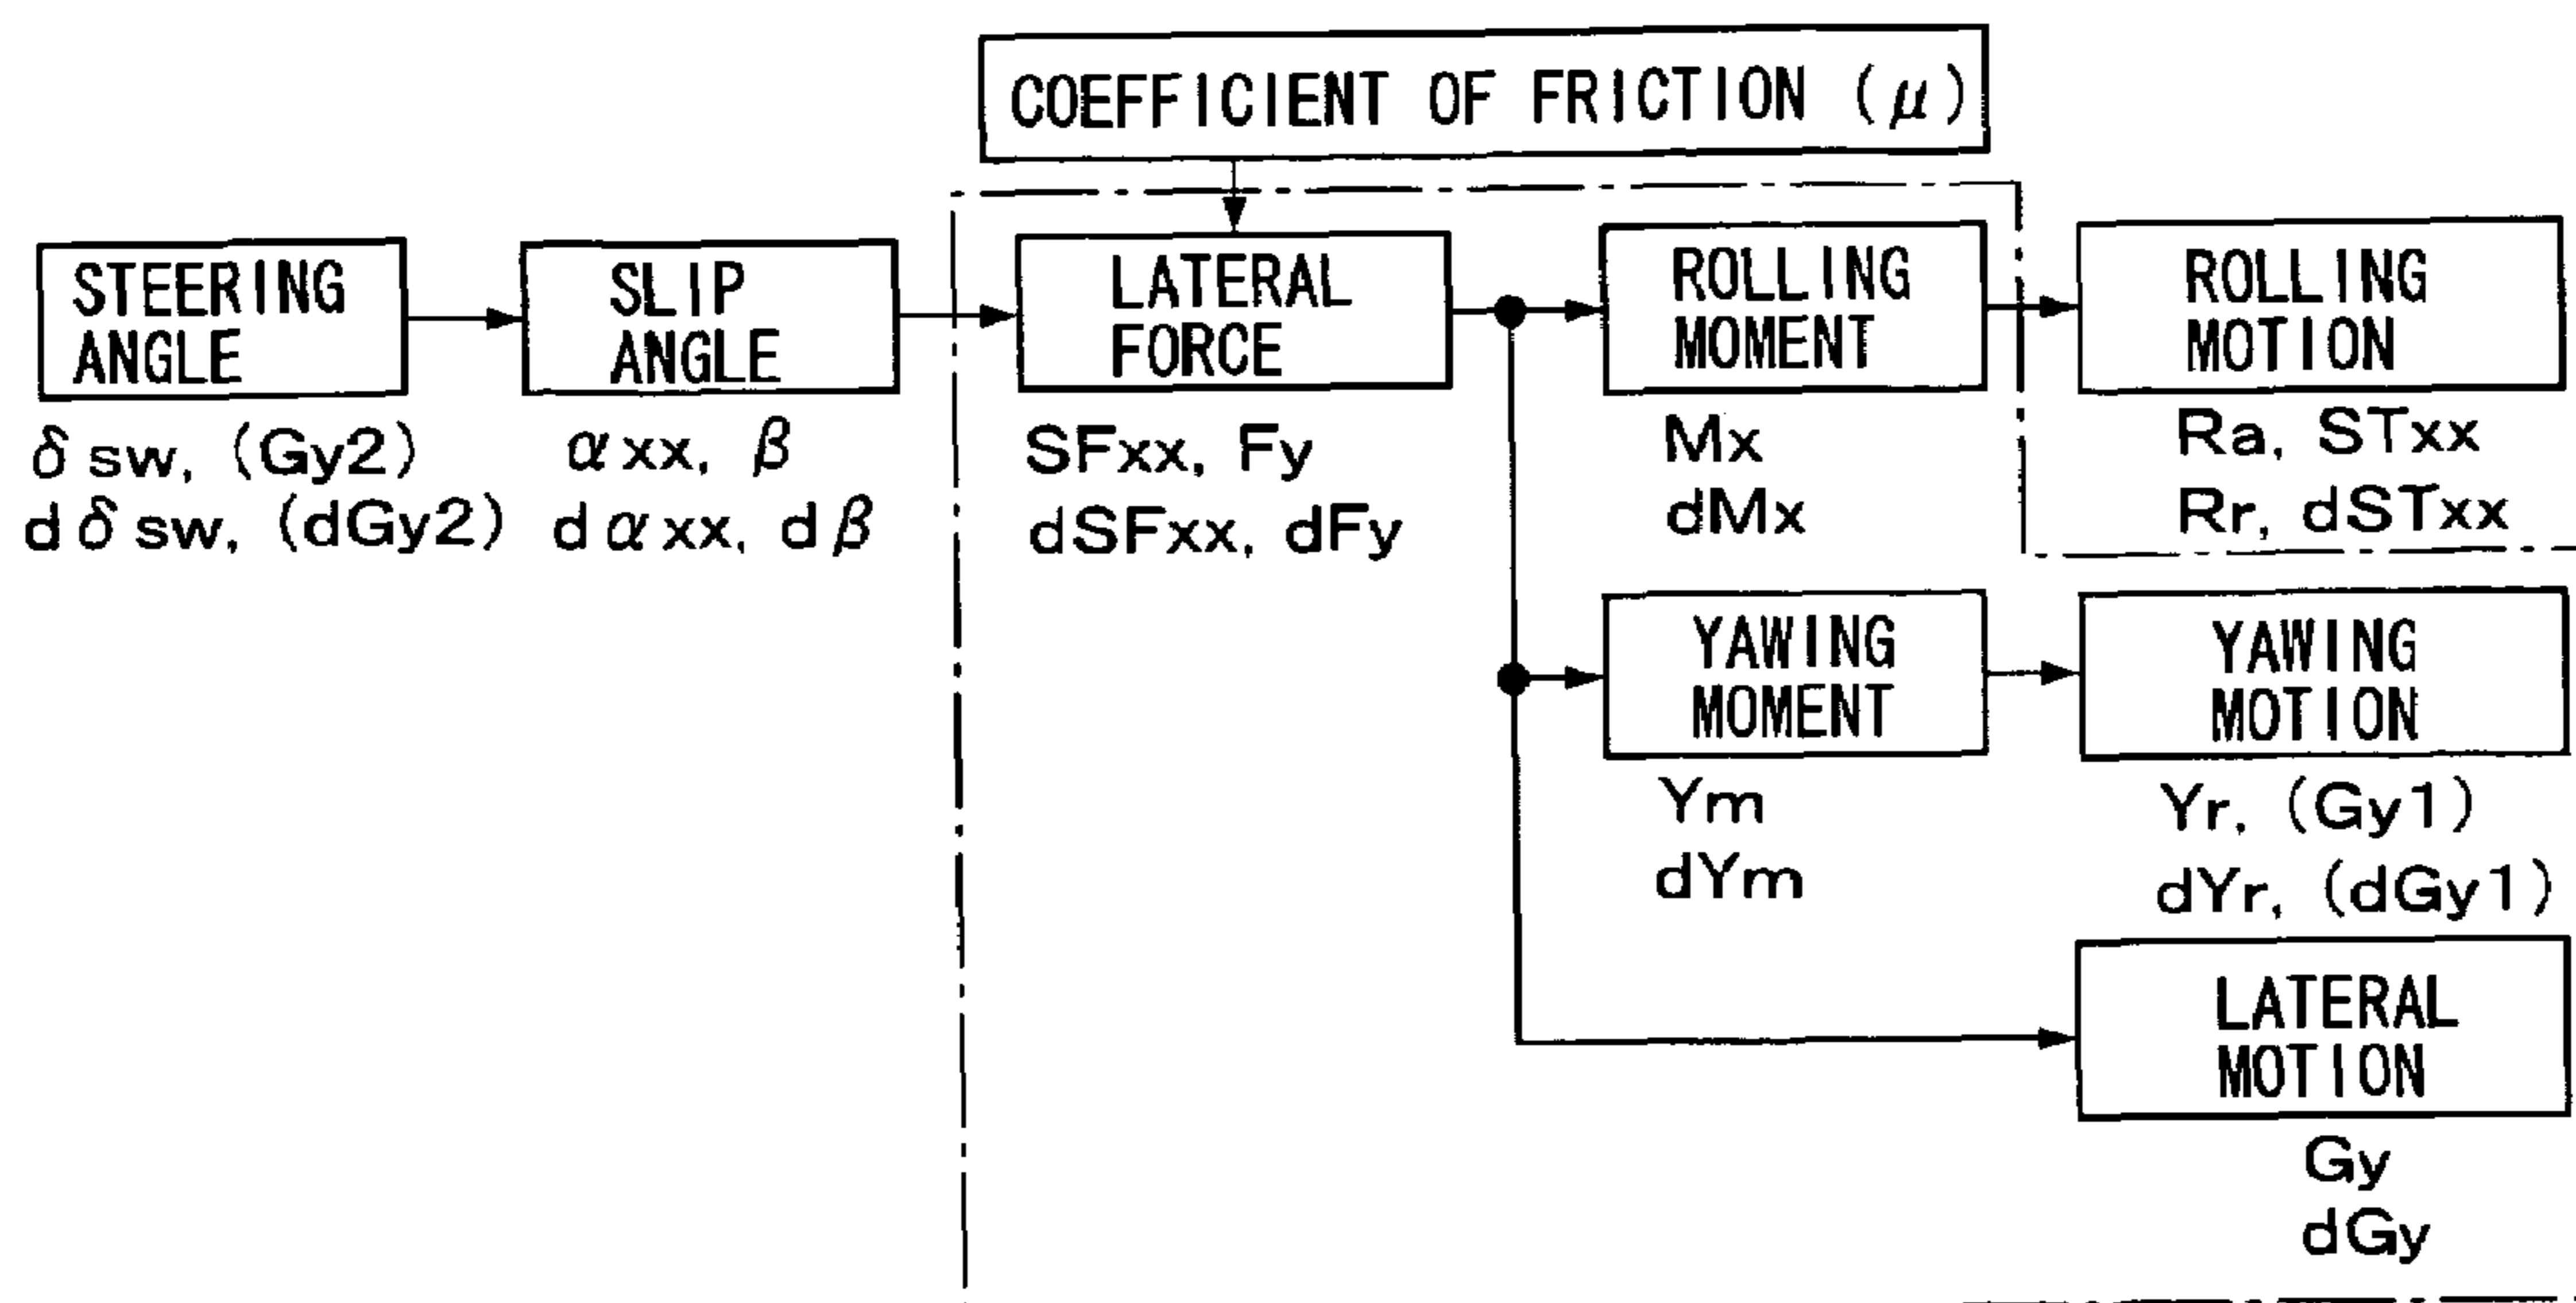 COEFFICIENT OF FRICTION (μ)
STEERING
ANGLE
δsw, (Gy2)
dδsw, (dGy2)
SLIP
ANGLE
αxx, β
dαxx, dβ
LATERAL
FORCE
SFxx, Fy
dSFxx, dFy
ROLLING
MOMENT
Mx
dMx
ROLLING
MOTION
Ra, STxx
Rr, dSTxx
YAWING
MOMENT
Ym
dYm
YAWING
MOTION
Yr, (Gy1)
dYr, (dGy1)
LATERAL
MOTION
Gy
dGy